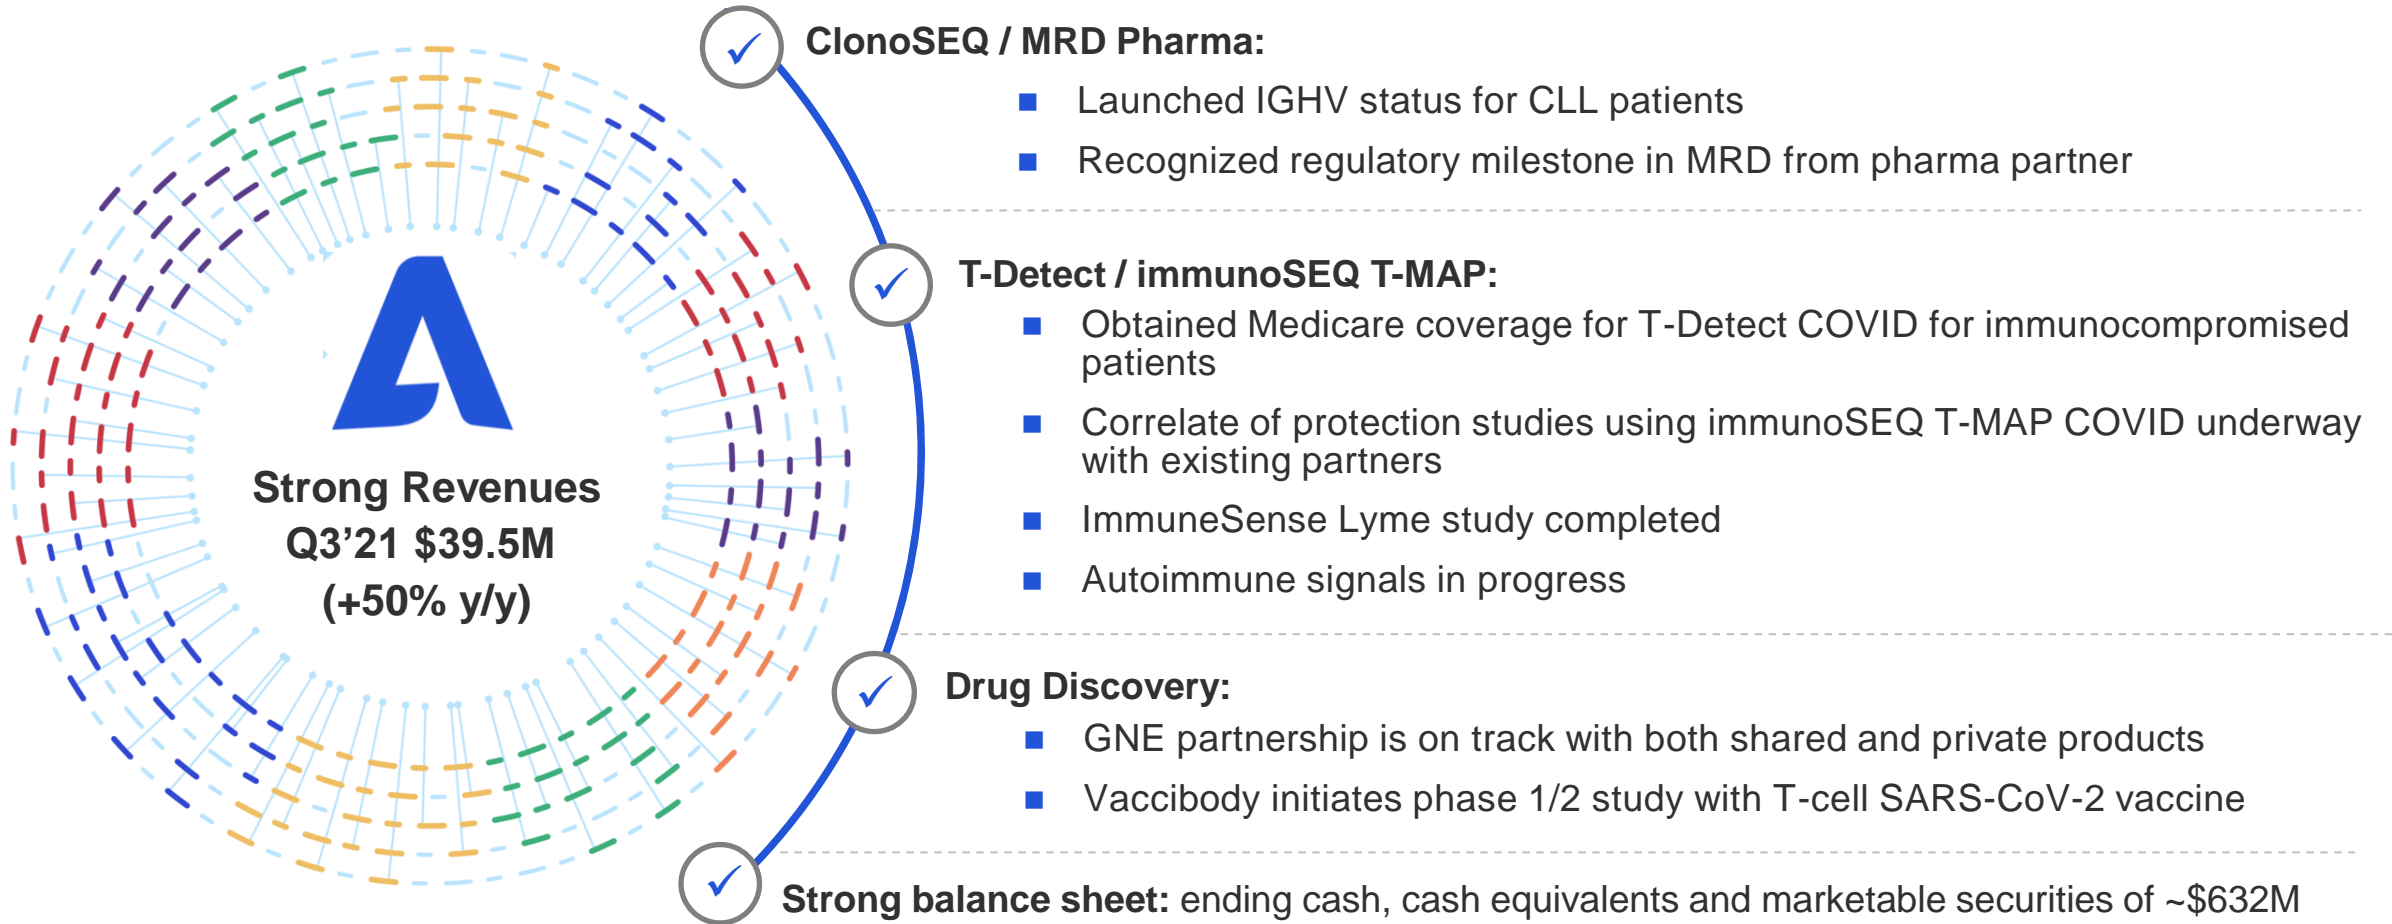 Strong Revenues
Q3’21 $39.5M
(+50% y/y)
ClonoSEQ / MRD Pharma:
Launched IGHV status for CLL patients
Recognized regulatory milestone in MRD from pharma partner
T-Detect / immunoSEQ T-MAP:
Obtained Medicare coverage for T-Detect COVID for immunocompromised
patients
Correlate of protection studies using immunoSEQ T-MAP COVID underway
with existing partners
ImmuneSense Lyme study completed
Autoimmune signals in progress
Drug Discovery:
GNE partnership is on track with both shared and private products
Vaccibody initiates phase 1/2 study with T-cell SARS-CoV-2 vaccine
Strong balance sheet: ending cash, cash equivalents and marketable securities of ~$632M